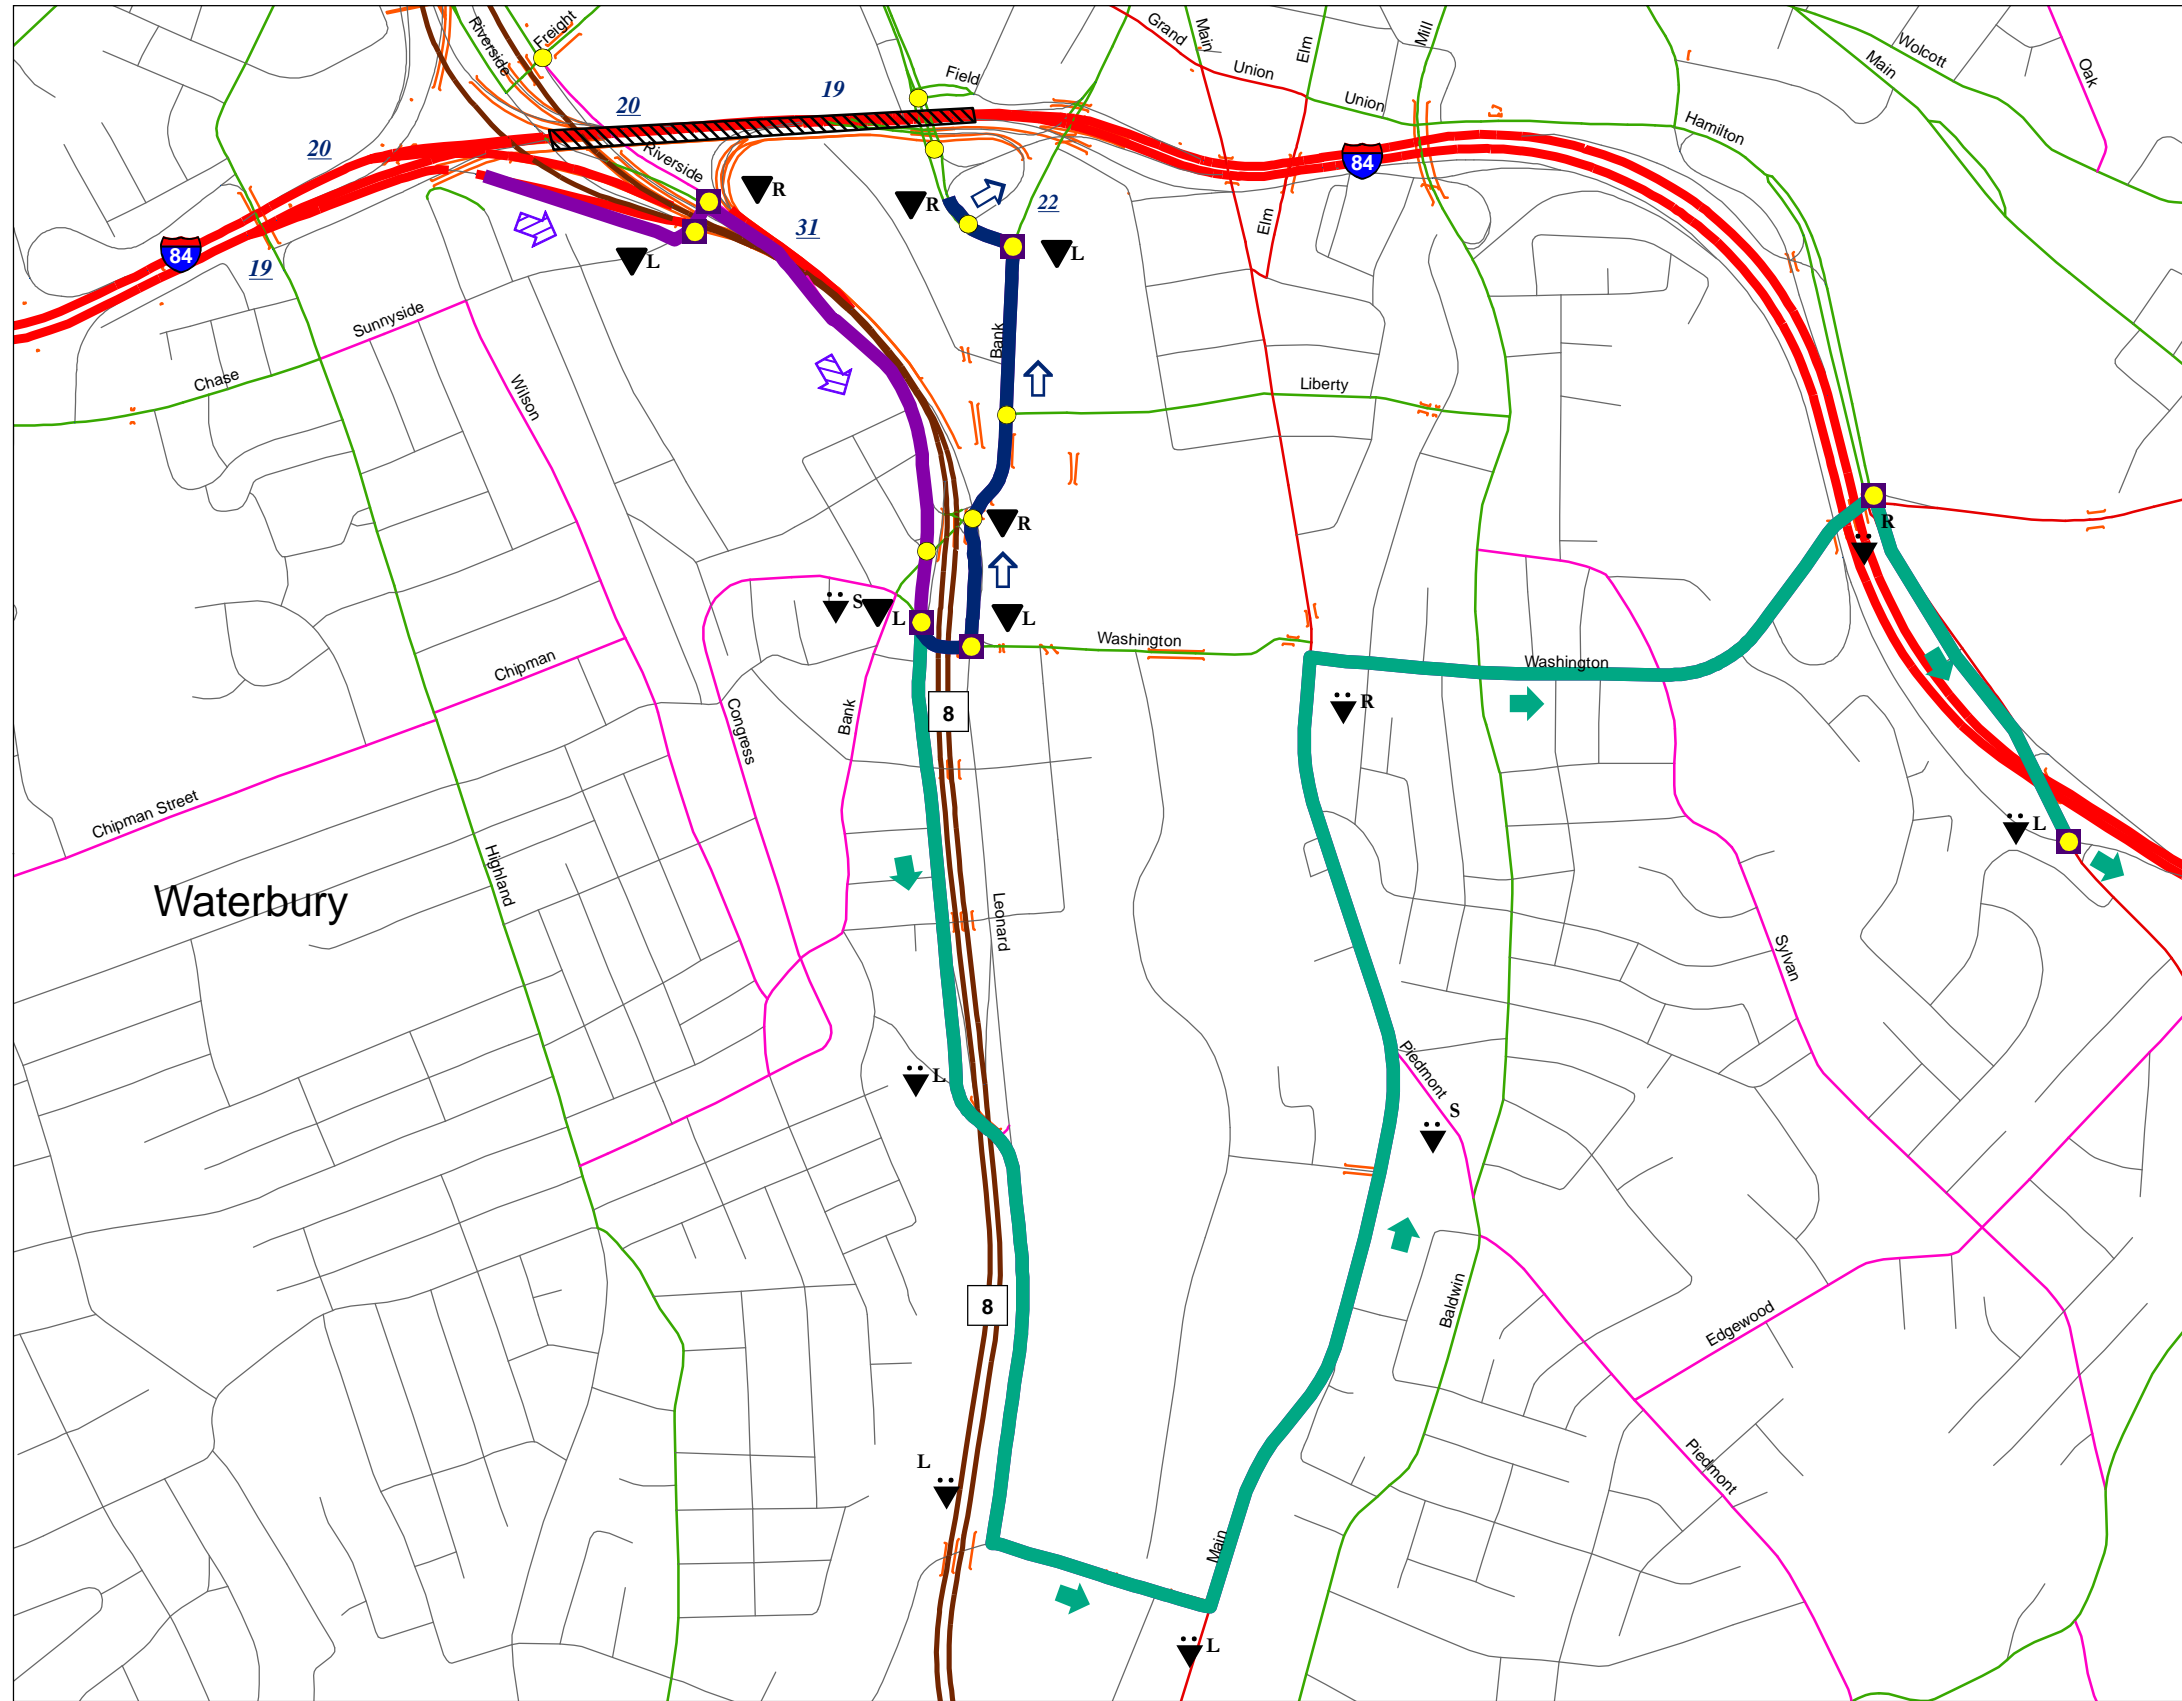 Riverside
Freight
Grand
Main
Elm
Mill
Wolcott
Main
Oak
Field
Union
Union
Hamilton
20
19
20
Riverside
R
R
22
84
84
19
31
L
L
Elm
Sunnyside
Bank
Chase
Wilson
Liberty
R
R
S
L
L
Washington
Washington
Chipman
R
Congress
Bank
8
Chipman Street
L
Highland
Waterbury
Leonard
Sylvan
L
Piedmont
S
8
Baldwin
Edgewood
L
Piedmont
Main
L